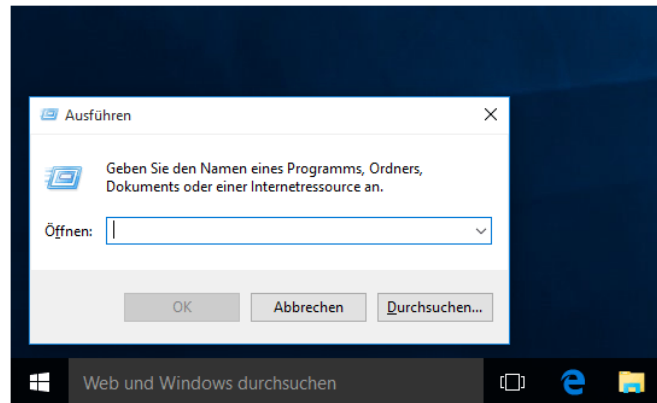 Ausführen
Geben Sie den Namen eines Programms, Ordners,
Dokuments oder einer Internetressource an.
Öffnen:
OK Abbrechen Durchsuchen...
Web und Windows durchsuchen